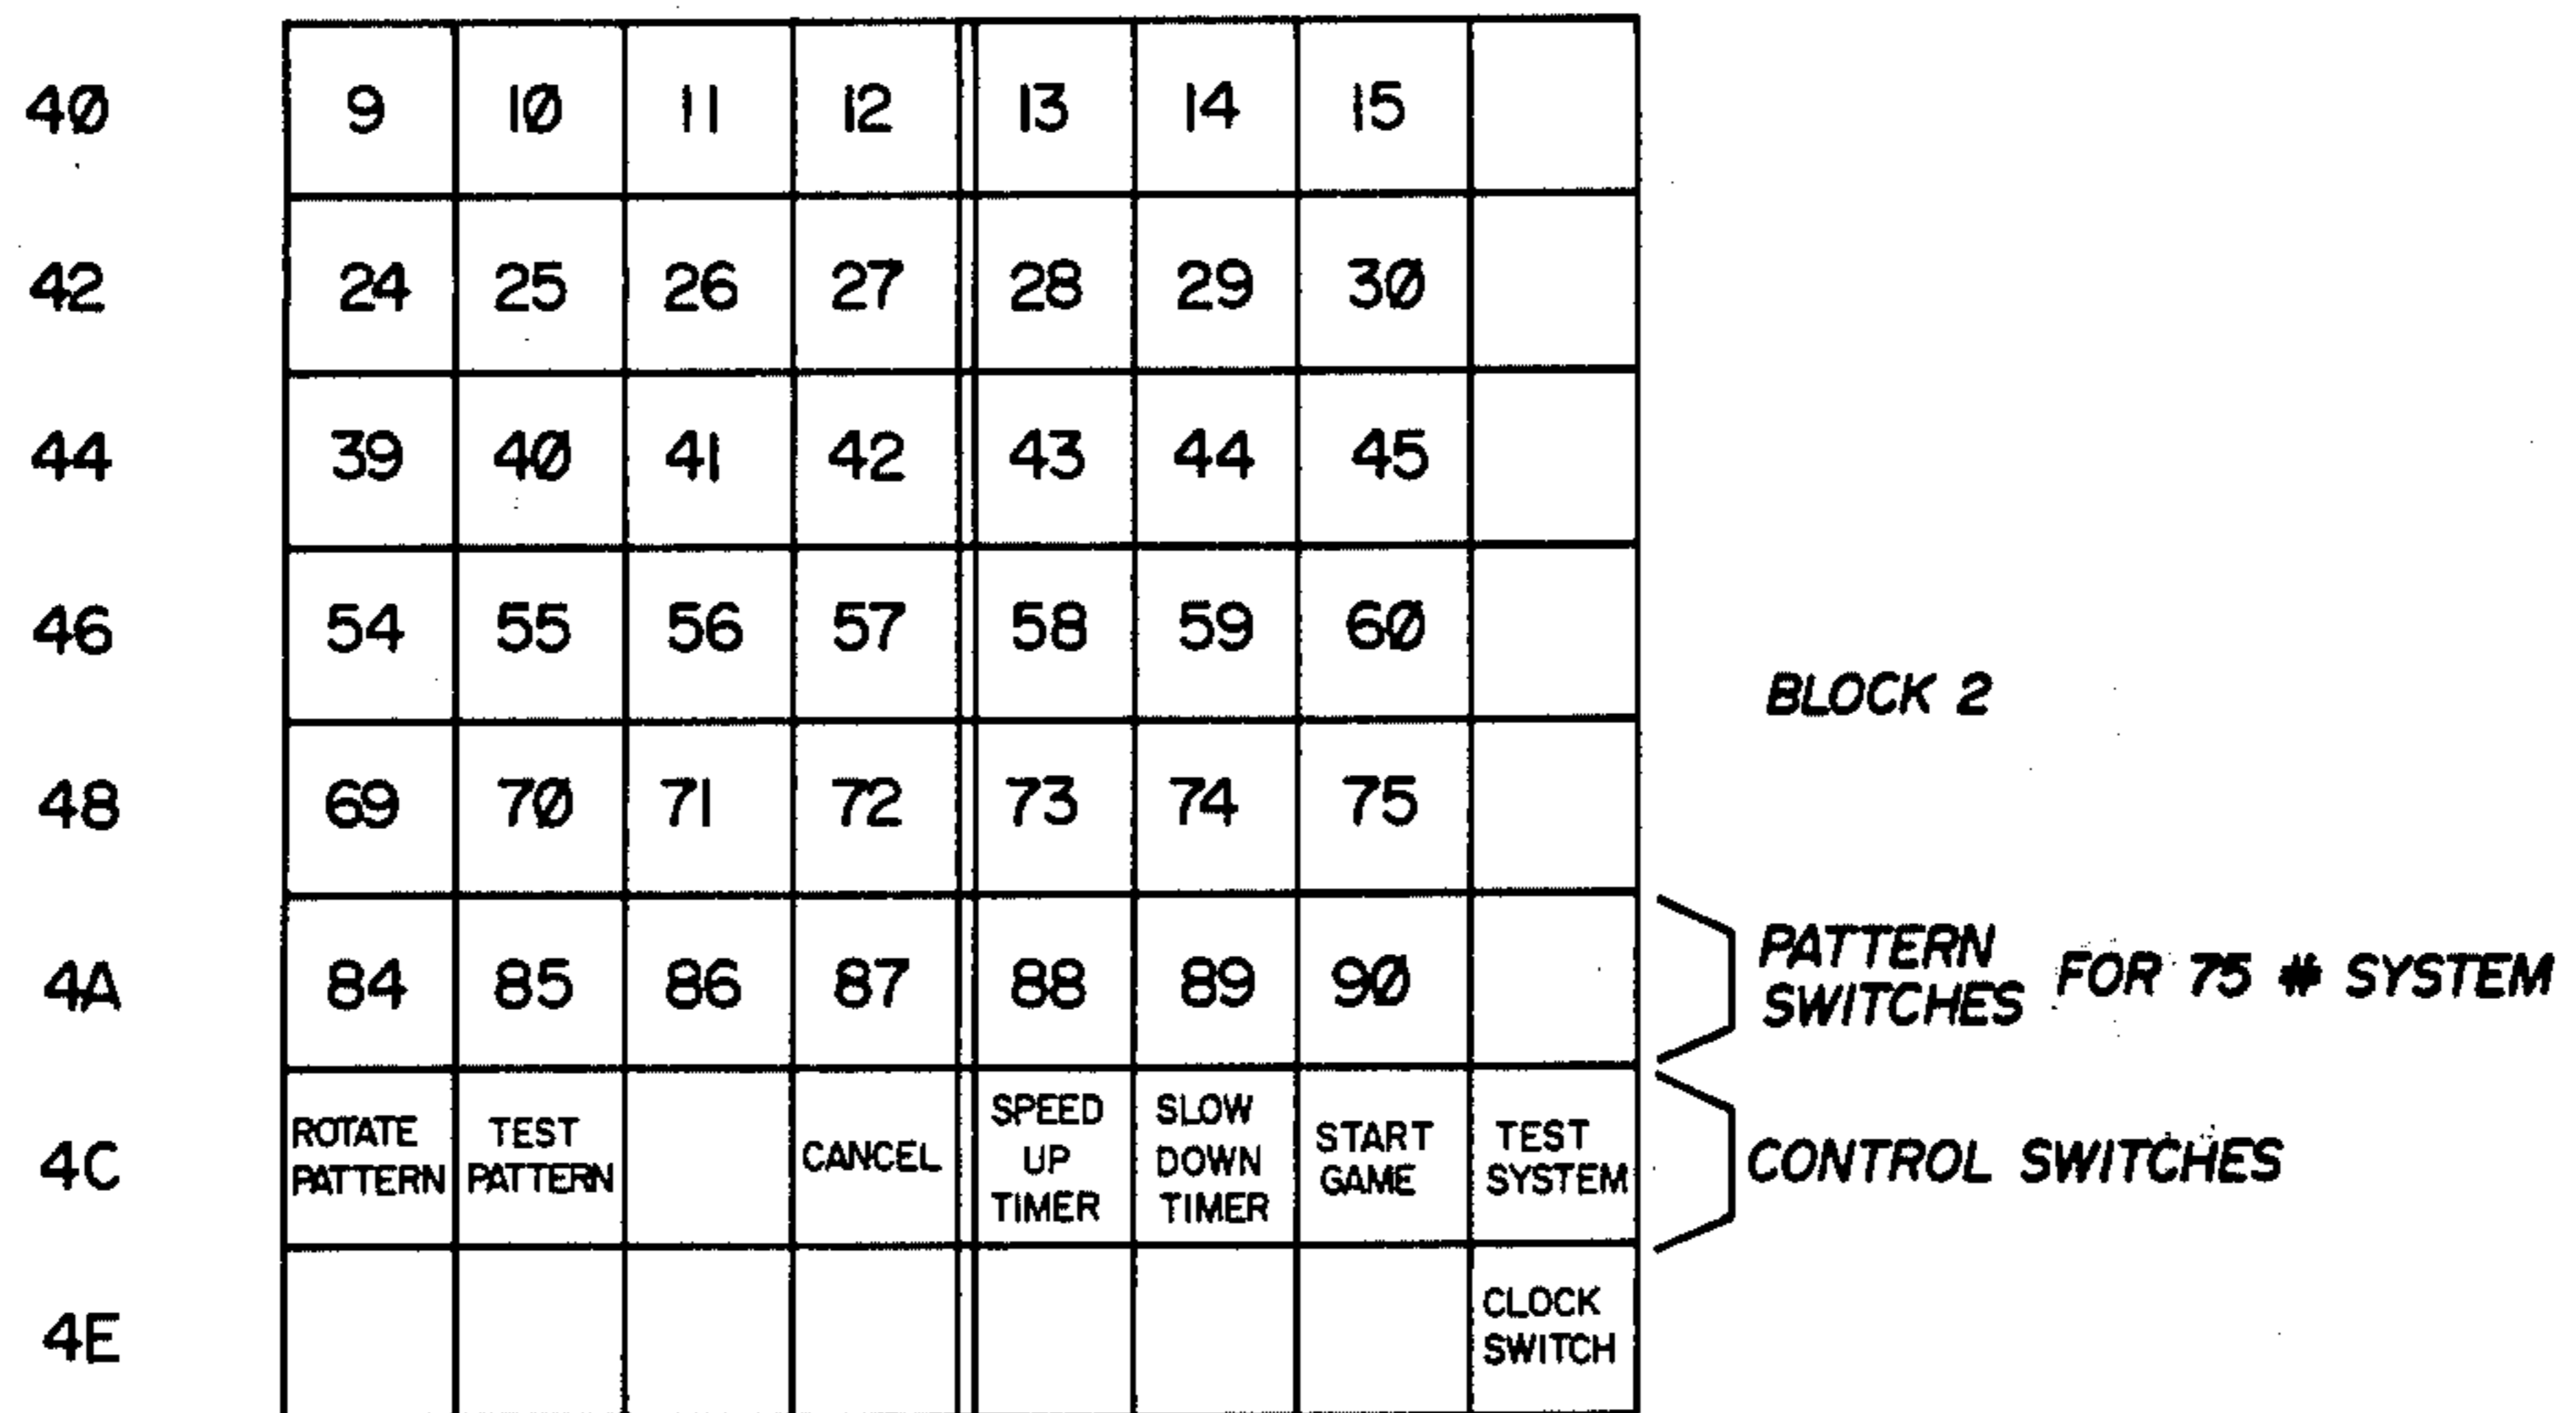 40 9 10 11 12 13 14 15
42 24 25 26 27 28 29 30
44 39 40 41 42 43 44 45
46 54 55 56 57 58 59 60
BLOCK 2
48 69 70 71 72 73 74 75
4A 84 85 86 87 88 89 90
PATTERN
SWITCHES FOR 75 # SYSTEM
4C
ROTATE
PATTERN
TEST
PATTERN
CANCEL
SPEED
UP
TIMER
SLOW
DOWN
TIMER
START
GAME
TEST
SYSTEM
CONTROL SWITCHES
4E
CLOCK
SWITCH